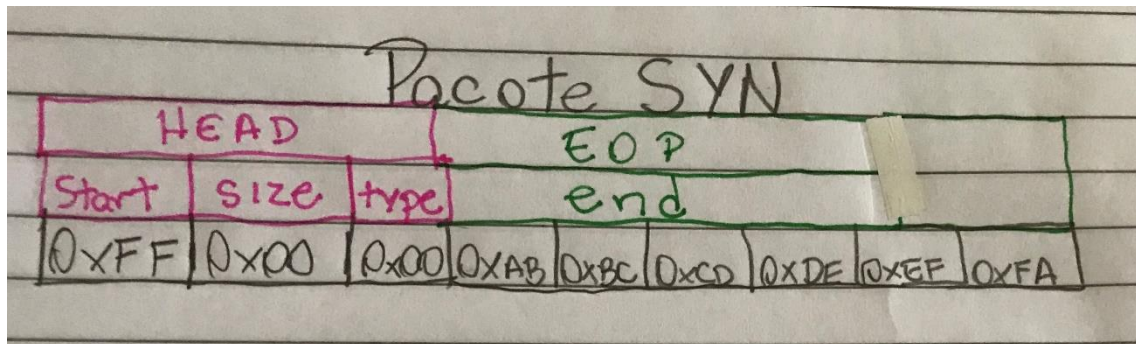 Pacote SYN
HEAD EOP
Start size type end
0xFF 0x00 0x00 0xAB 0xBC 0xCD 0xDE 0xEF 0xFA